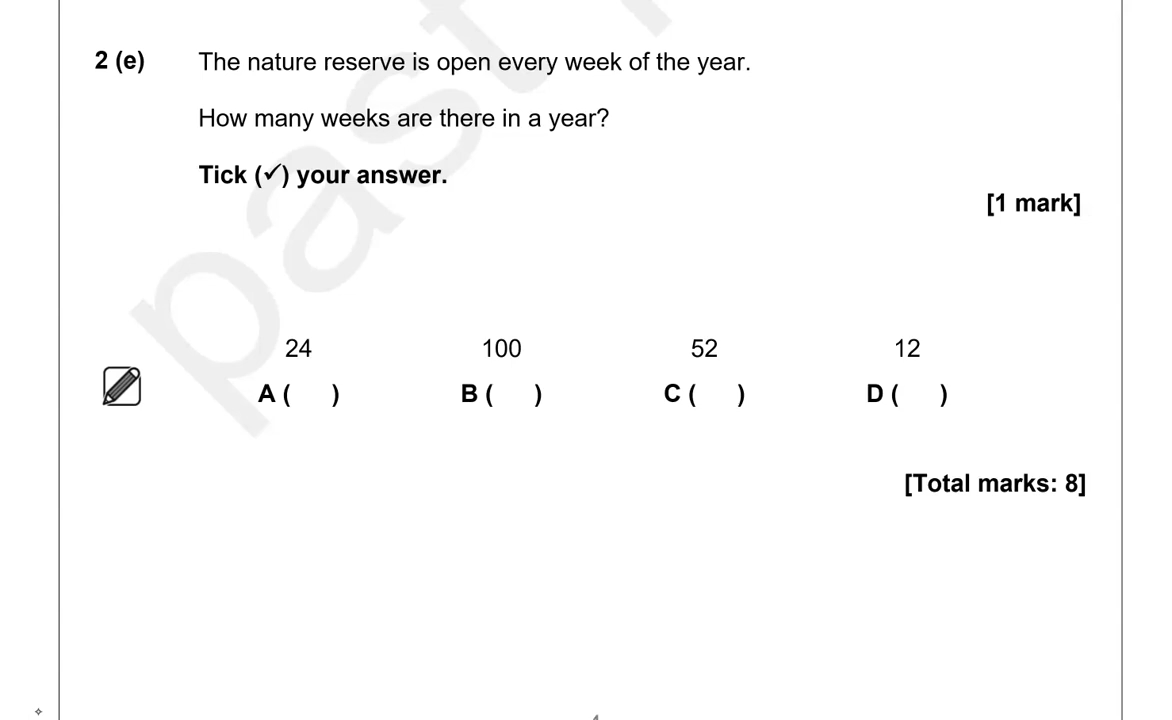 2 (e) The nature reserve is open every week of the year.
How many weeks are there in a year?
Tick (✓) your answer.
[1 mark]
24 100 52 12
A ( ) B ( ) C ( ) D ( )
[Total marks: 8]
past